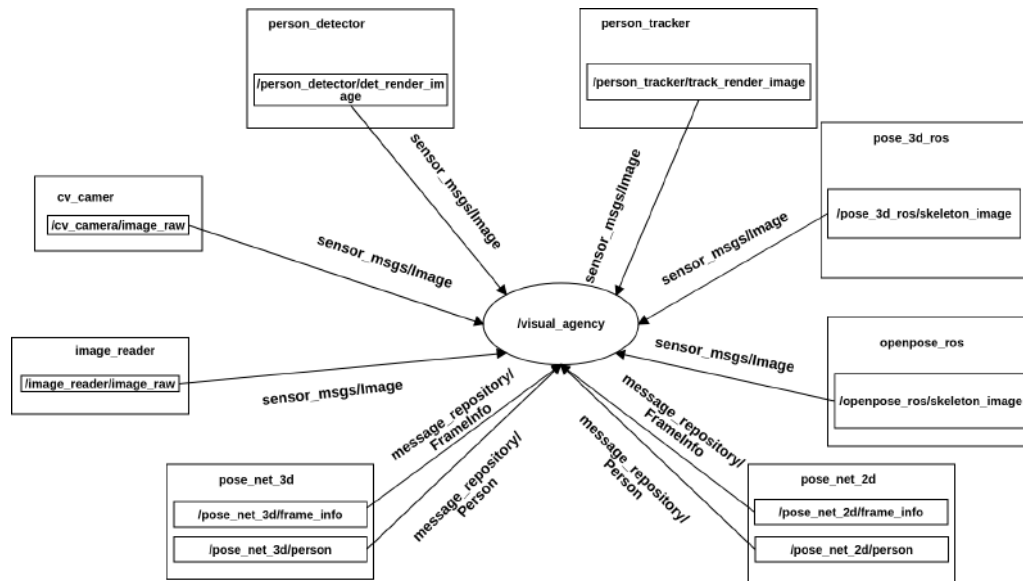 person_detector
/person_detector/det_render_im
age
person_tracker
/person_tracker/track_render_image
pose_3d_ros
/pose_3d_ros/skeleton_image
cv_camer
/cv_camera/image_raw
sensor_msgs/Image
sensor_msgs/Image
sensor_msgs/Image
sensor_msgs/Image
/visual_agency
image_reader
/image_reader/image_raw
sensor_msgs/Image
sensor_msgs/Image
openpose_ros
/openpose_ros/skeleton_image
message_repository/
FrameInfo
message_repository/
Person
message_repository/
FrameInfo
message_repository/
Person
pose_net_3d
/pose_net_3d/frame_info
/pose_net_3d/person
pose_net_2d
/pose_net_2d/frame_info
/pose_net_2d/person